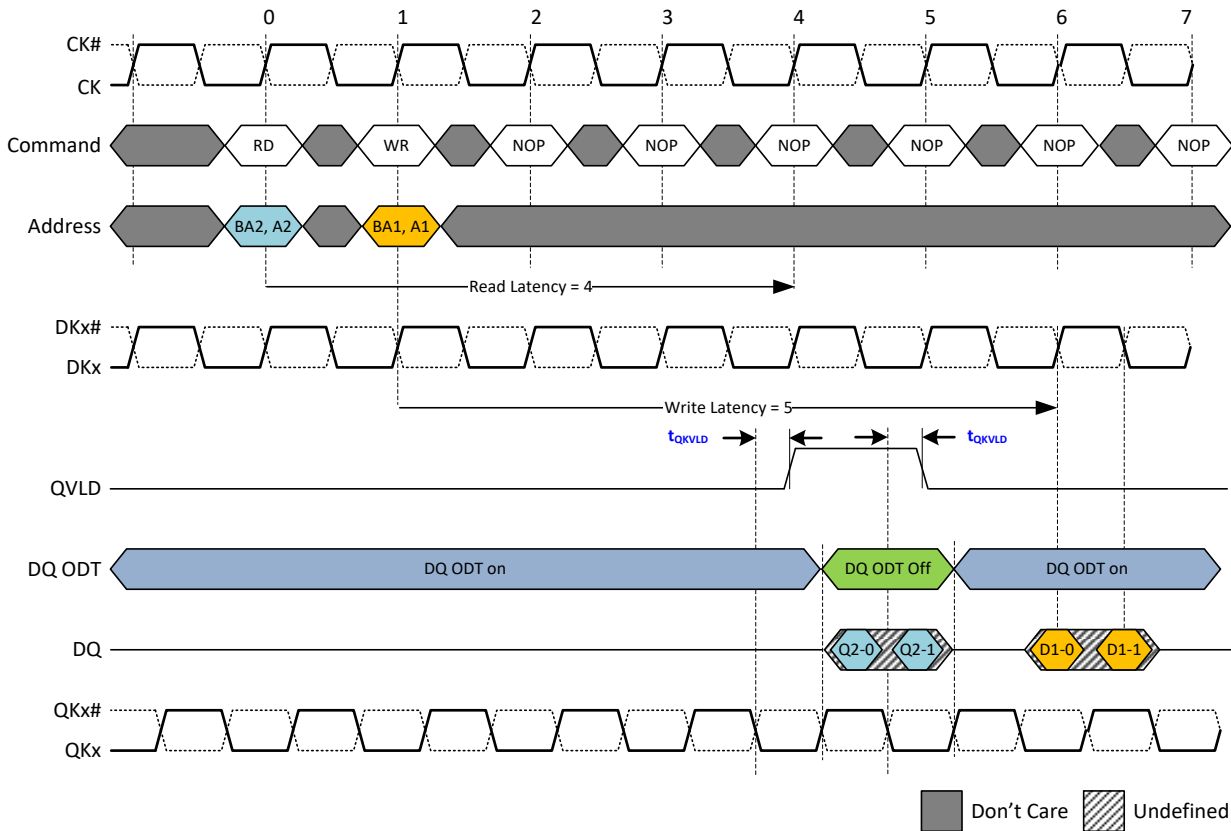 0 1 2 3 4 5 6 7
CK#
CK
Command RD WR NOP NOP NOP NOP NOP NOP
Address BA2, A2 BA1, A1
Read Latency = 4
DKx#
DKx
Write Latency = 5
tQKVLD tQKVLD
QVLD
DQ ODT DQ ODT on DQ ODT Off DQ ODT on
DQ Q2-0 Q2-1 D1-0 D1-1
QKx#
QKx
Don't Care Undefined